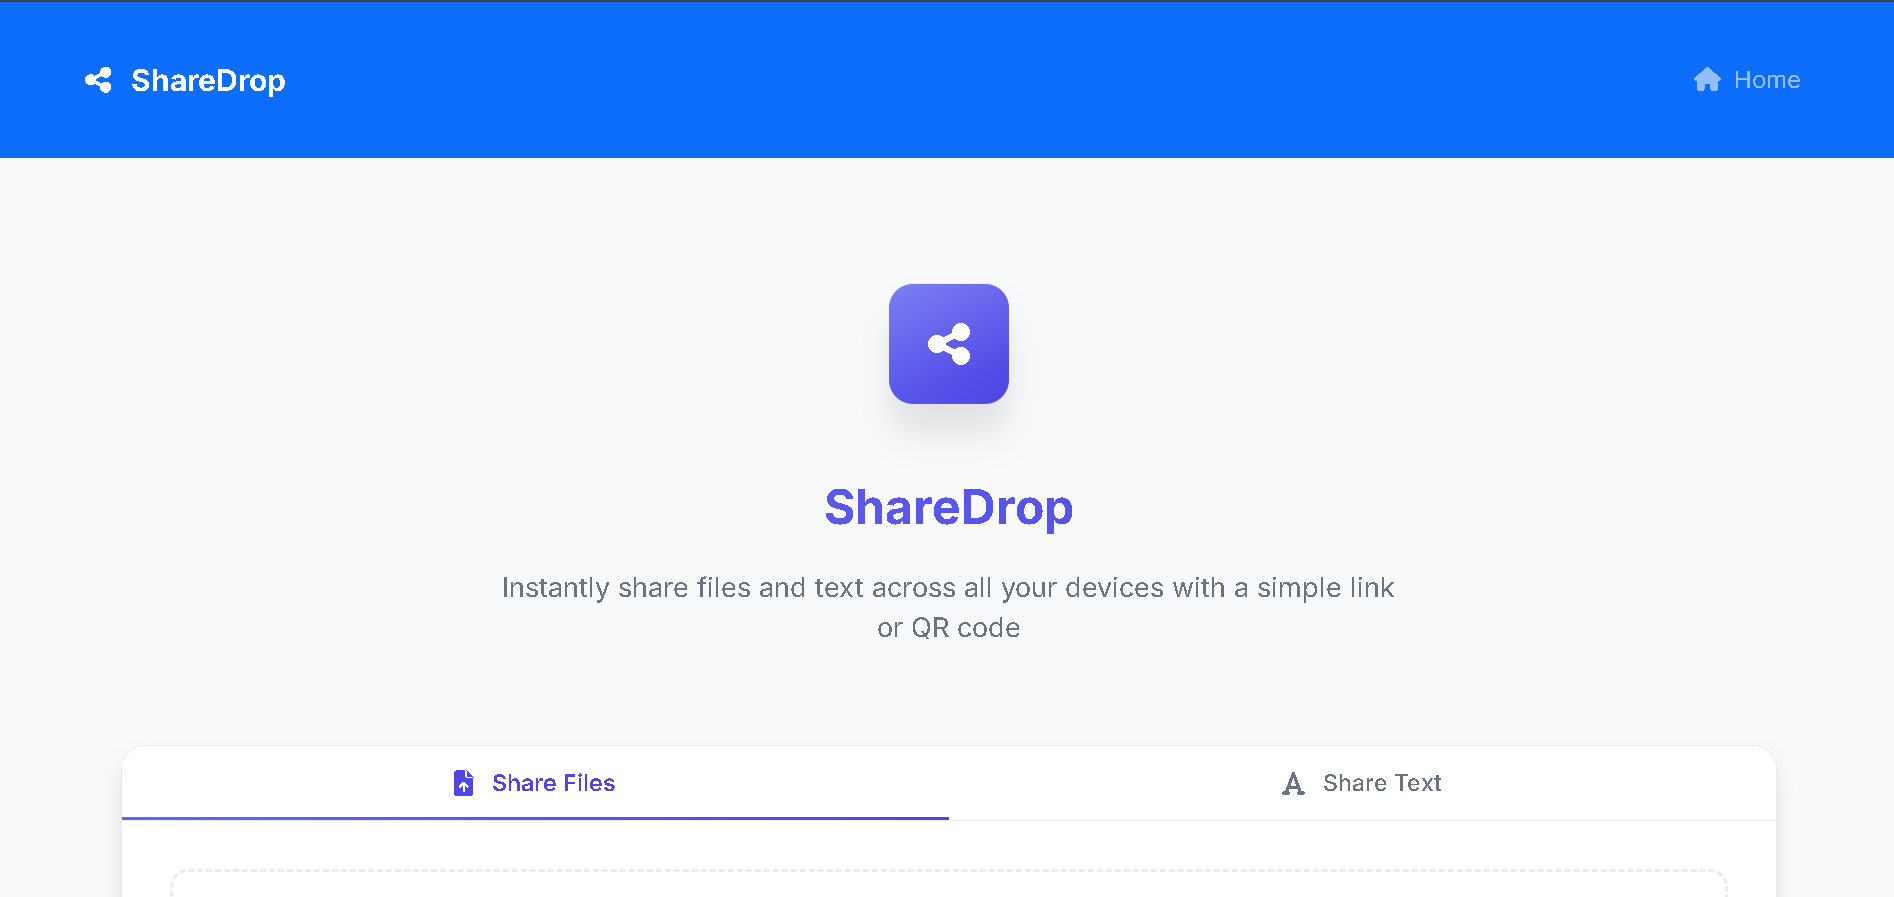 ShareDrop
Home
ShareDrop
Instantly share files and text across all your devices with a simple link
or QR code
Share Files
Share Text